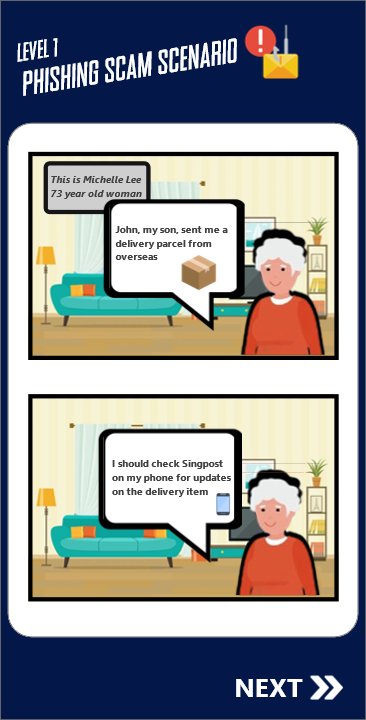 LEVEL 1
PHISHING SCAM SCENARIO
This is Michelle Lee
73 year old woman
John, my son, sent me a
delivery parcel from
overseas
I should check Singpost
on my phone for updates
on the delivery item
NEXT